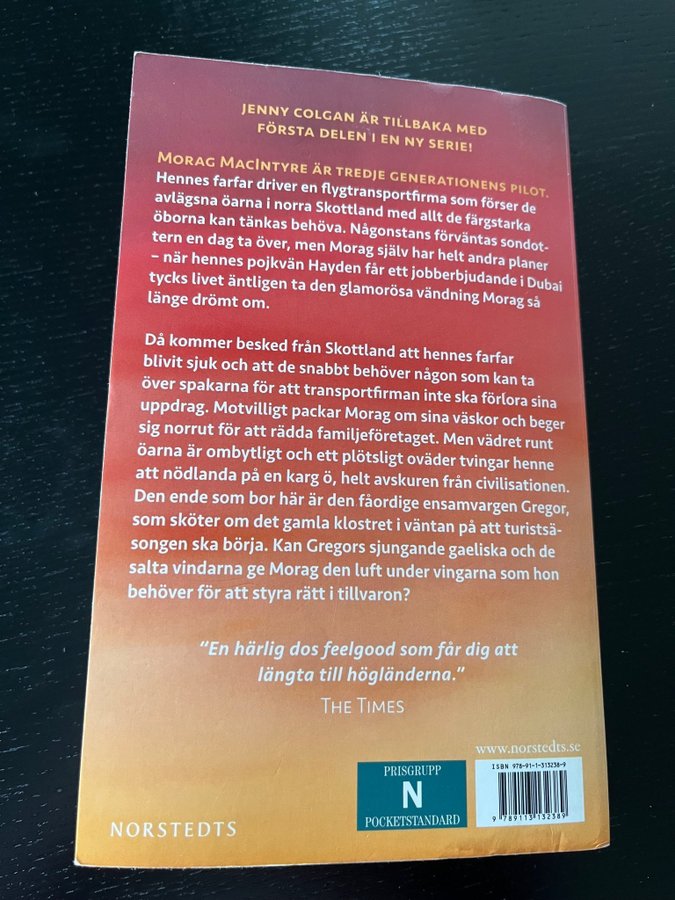 JENNY COLGAN ÄR TILLBAKA MED
FÖRSTA DELEN I EN NY SERIE!
MORAG MACINTYRE ÄR TREDJE GENERATIONENS PILOT.
Hennes farfar driver en flygtransportfirma som förser de
avlägsna öarna i norra Skottland med allt de färgstarka
öborna kan tänkas behöva. Någonstans förväntas sondot-
tern en dag ta över, men Morag själv har helt andra planer
– när hennes pojkvän Hayden får ett jobberbjudande i Dubai
tycks livet äntligen ta den glamorösa vändning Morag så
länge drömt om.
Då kommer besked från Skottland att hennes farfar
blivit sjuk och att de snabbt behöver någon som kan ta
över spakarna för att transportfirman inte ska förlora sina
uppdrag. Motvilligt packar Morag om sina väskor och beger
sig norrut för att rädda familjeföretaget. Men vädret runt
öarna är ombytligt och ett plötsligt oväder tvingar henne
att nödlanda på en karg ö, helt avskuren från civilisationen.
Den ende som bor här är den fåordige ensamvargen Gregor,
som sköter om det gamla klostret i väntan på att turistsä-
songen ska börja. Kan Gregors sjungande gaeliska och de
salta vindarna ge Morag den luft under vingarna som hon
behöver för att styra rätt i tillvaron?
”En härlig dos feelgood som får dig att
längta till högländerna.”
THE TIMES
www.norstedts.se
PRISGRUPP
N
POCKETSTANDARD
ISBN 978-91-1-313238-9
9 789113 132389
NORSTEDTS